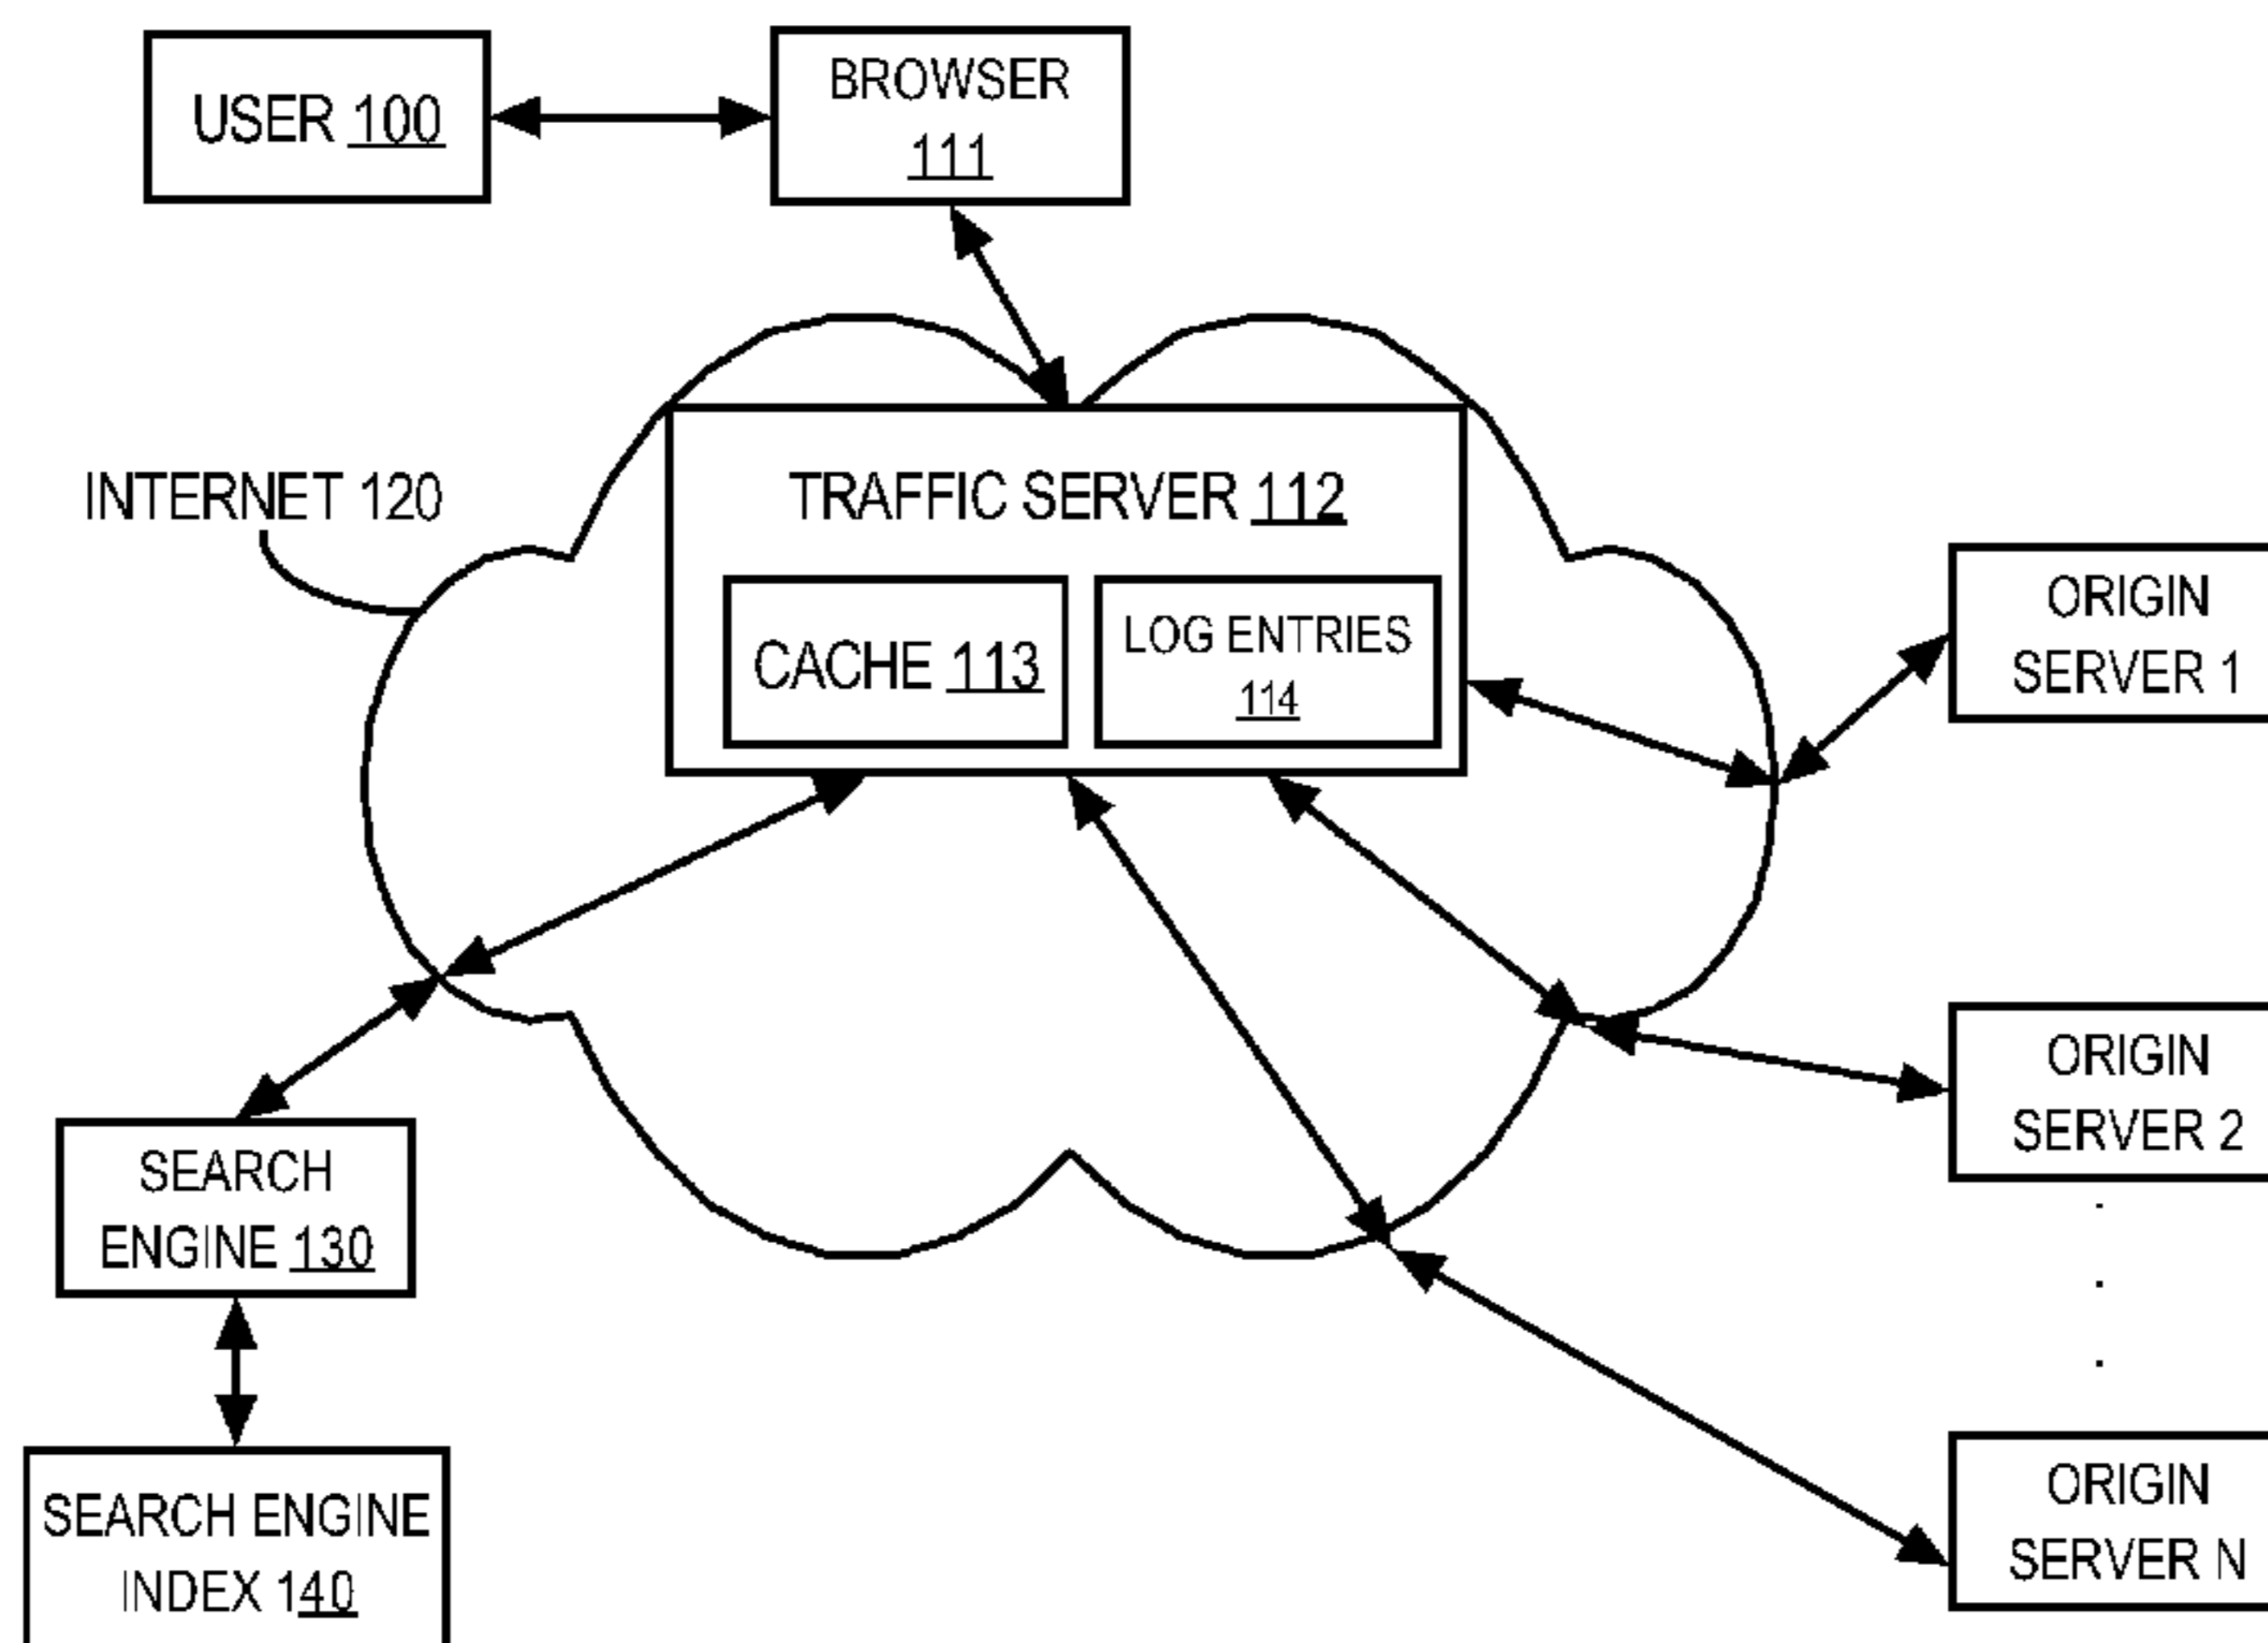 USER 100
BROWSER
111
INTERNET 120
TRAFFIC SERVER 112
CACHE 113
LOG ENTRIES
114
ORIGIN
SERVER 1
ORIGIN
SERVER 2
.
.
.
ORIGIN
SERVER N
SEARCH
ENGINE 130
SEARCH ENGINE
INDEX 140